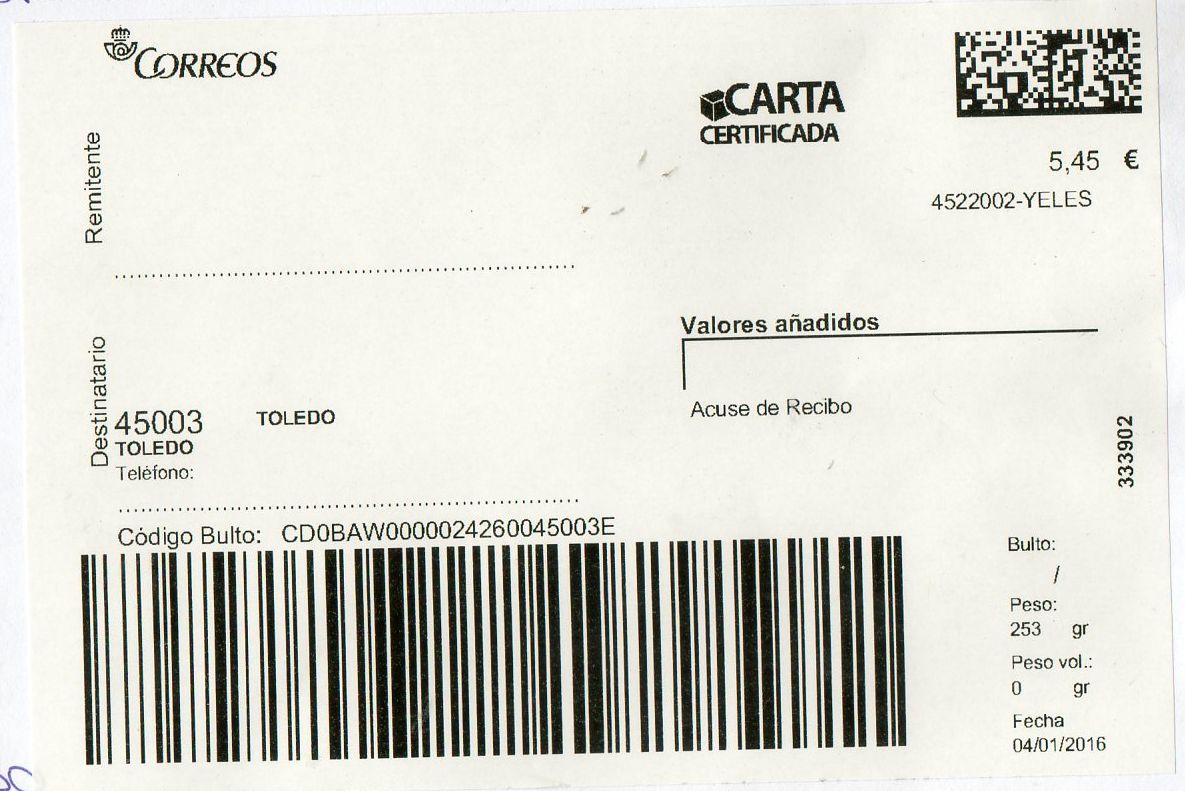 CORREOS
CARTA
CERTIFICADA
5,45 €
4522002-YELES
Remitente
Valores añadidos
Acuse de Recibo
Destinatario
45003 TOLEDO
TOLEDO
Teléfono:
333902
Código Bulto: CD0BAW0000024260045003E
Bulto:
/
Peso:
253 gr
Peso vol.:
0 gr
Fecha
04/01/2016